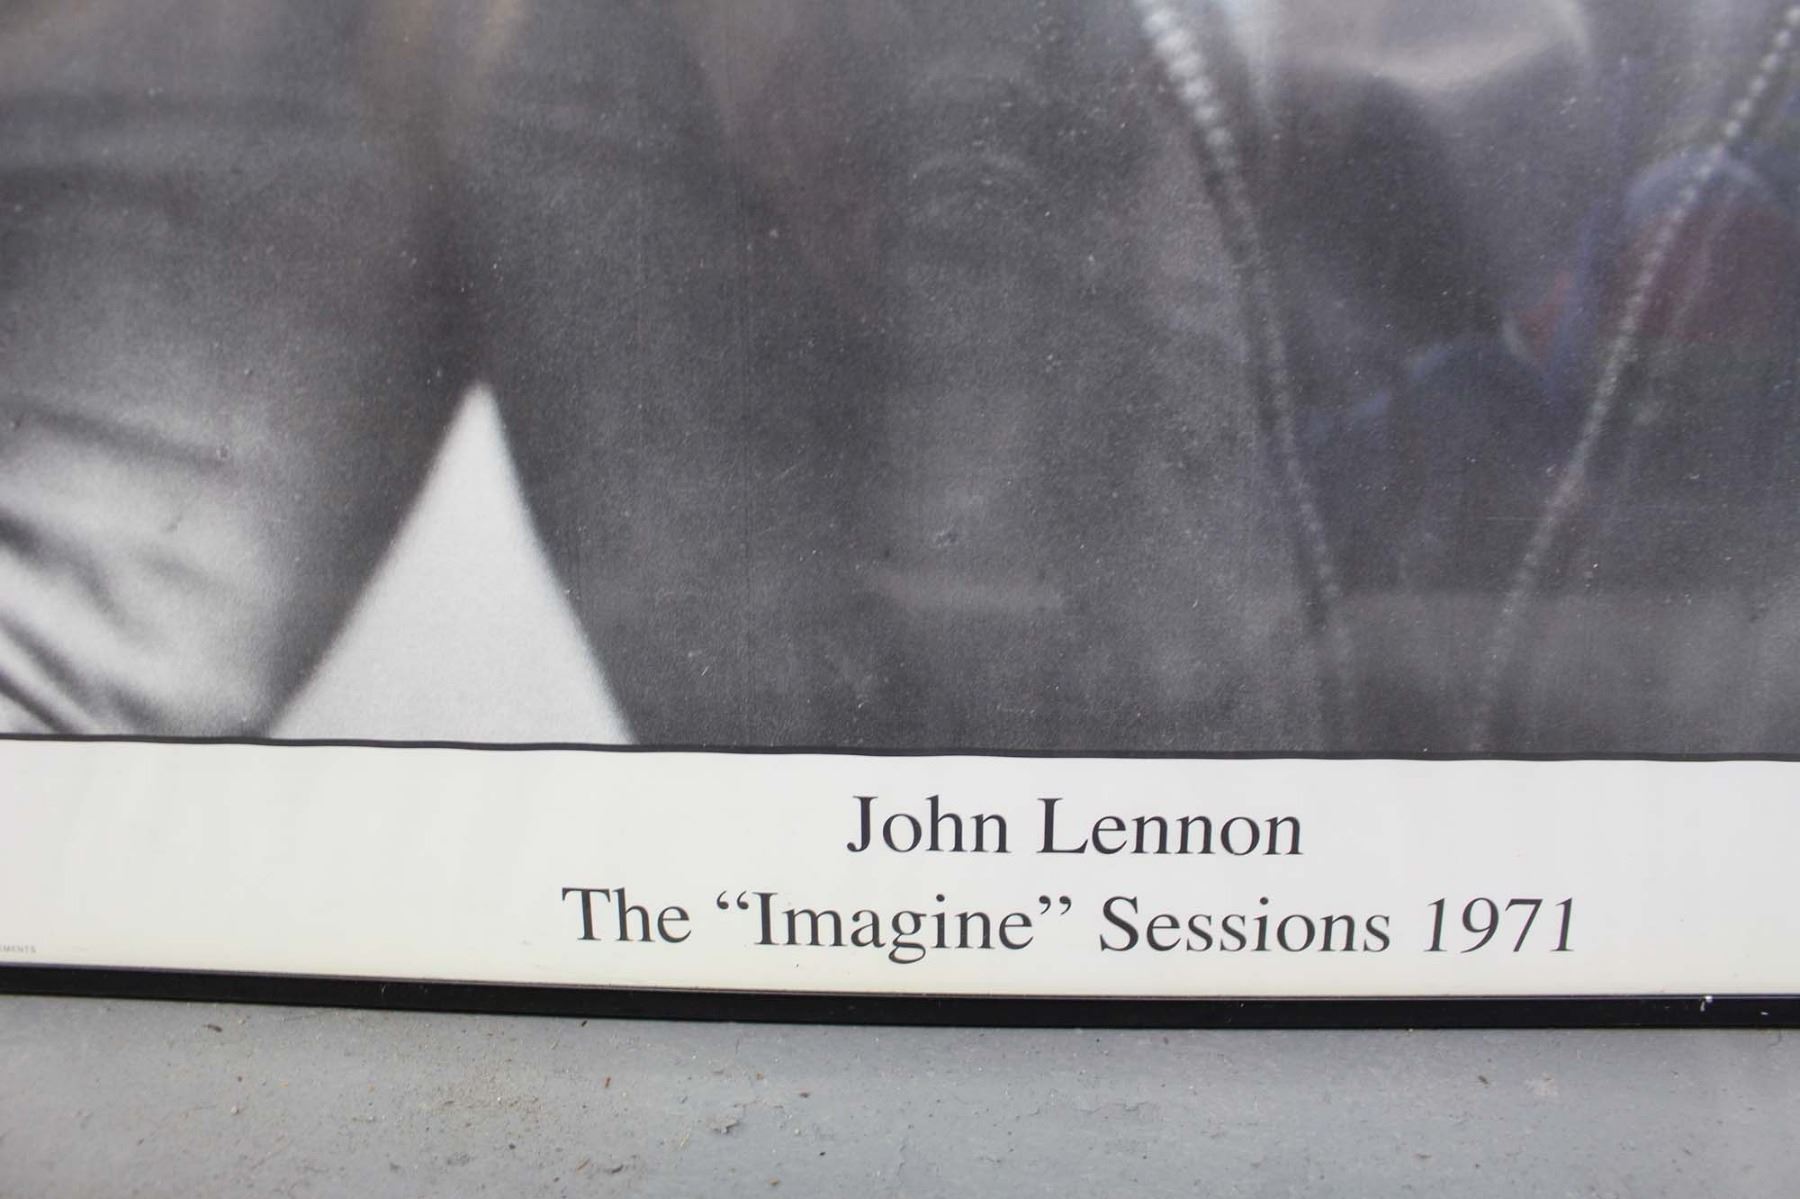 John Lennon
The “Imagine” Sessions 1971